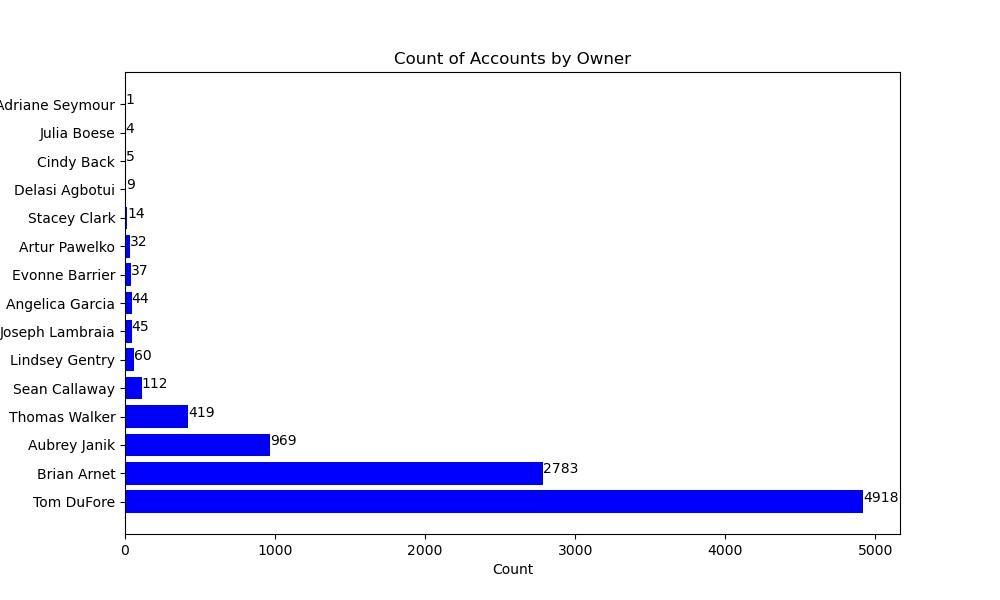 Count of Accounts by Owner
Adriane Seymour 1
Julia Boese 4
Cindy Back 5
Delasi Agbotui 9
Stacey Clark 14
Artur Pawelko 32
Evonne Barrier 37
Angelica Garcia 44
Joseph Lambraia 45
Lindsey Gentry 60
Sean Callaway 112
Thomas Walker 419
Aubrey Janik 969
Brian Arnet 2783
Tom DuFore 4918
0 1000 2000 3000 4000 5000
Count